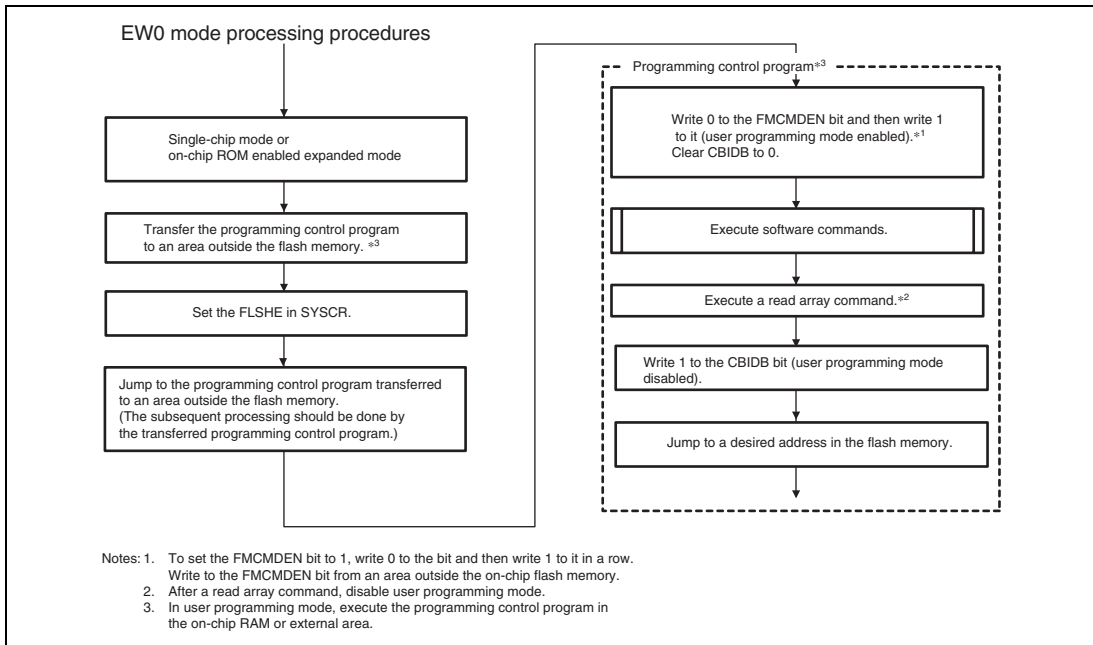 EW0 mode processing procedures
Single-chip mode or
on-chip ROM enabled expanded mode
Transfer the programming control program
to an area outside the flash memory. *3
Set the FLSHE in SYSCR.
Jump to the programming control program transferred
to an area outside the flash memory.
(The subsequent processing should be done by
the transferred programming control program.)
Programming control program*3
Write 0 to the FMCMDEN bit and then write 1
to it (user programming mode enabled).*1
Clear CBIDB to 0.
Execute software commands.
Execute a read array command.*2
Write 1 to the CBIDB bit (user programming mode
disabled).
Jump to a desired address in the flash memory.
Notes: 1. To set the FMCMDEN bit to 1, write 0 to the bit and then write 1 to it in a row.
Write to the FMCMDEN bit from an area outside the on-chip flash memory.
2. After a read array command, disable user programming mode.
3. In user programming mode, execute the programming control program in
the on-chip RAM or external area.